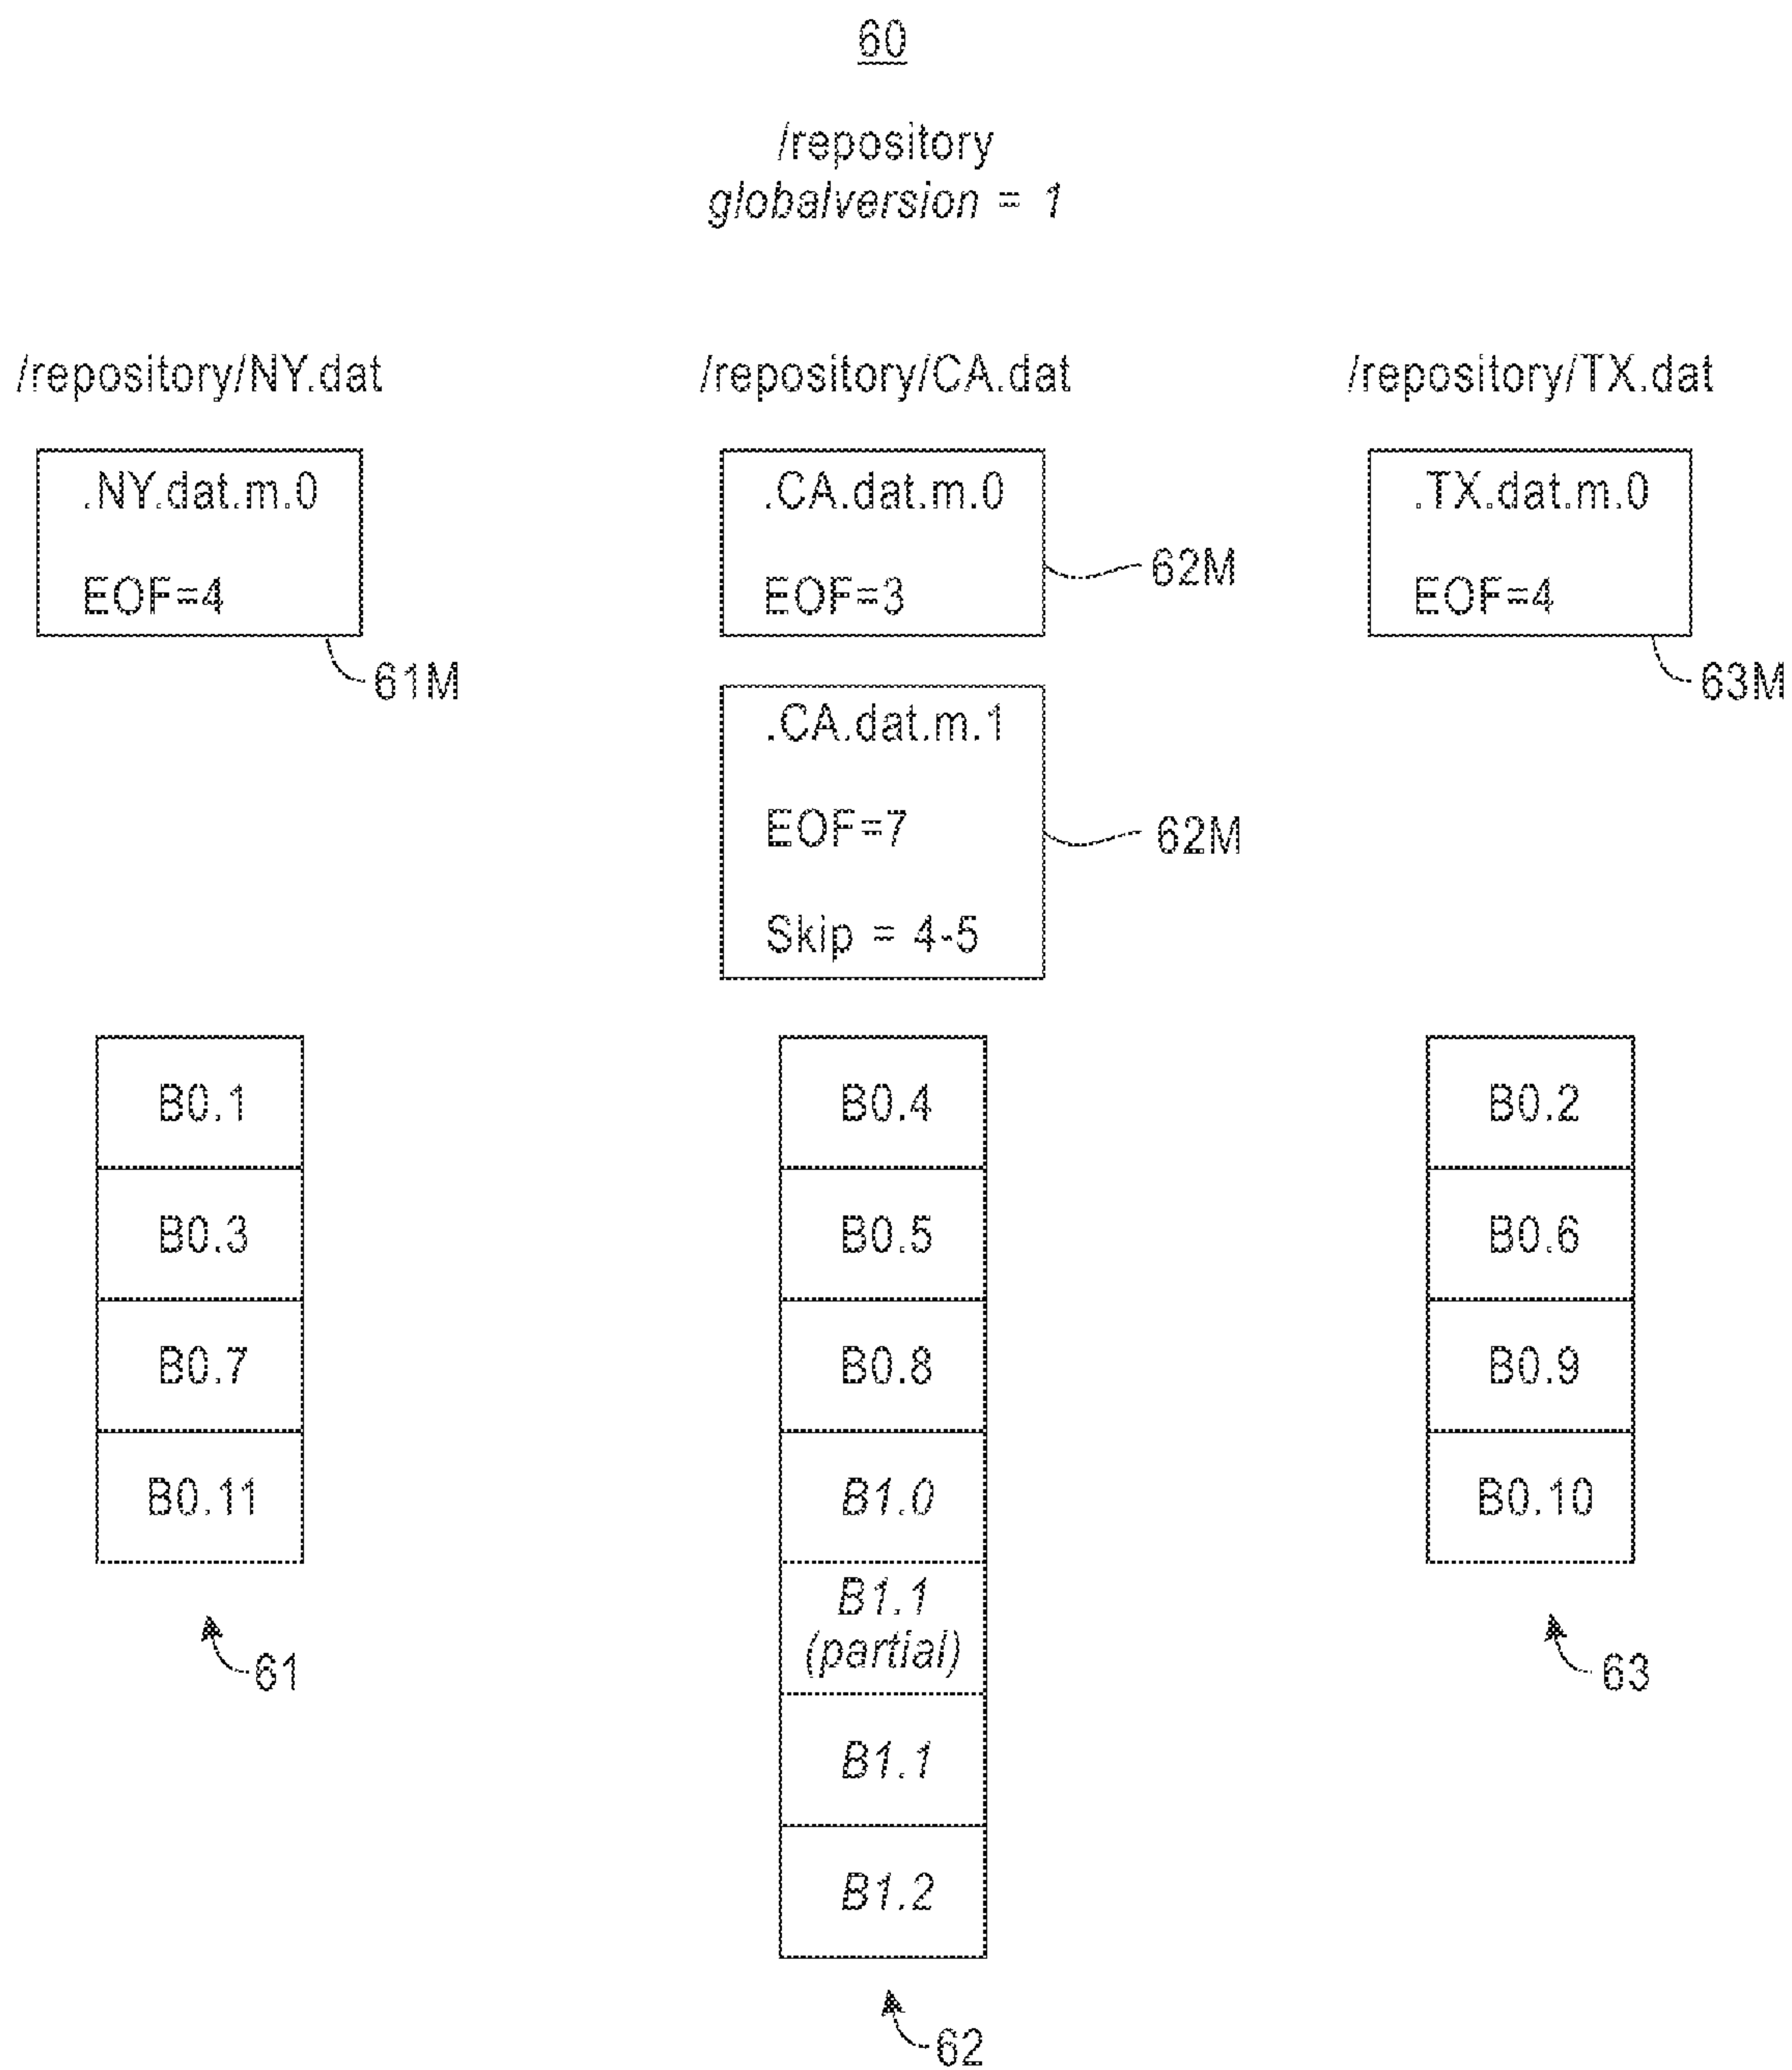 60
/repository
globalversion = 1
/repository/NY.dat
.NY.dat.m.0
EOF=4
61M
/repository/CA.dat
.CA.dat.m.0
EOF=3
62M
.CA.dat.m.1
EOF=7
Skip = 4-5
62M
/repository/TX.dat
.TX.dat.m.0
EOF=4
63M
B0.1
B0.3
B0.7
B0.11
61
B0.4
B0.5
B0.8
B1.0
B1.1
(partial)
B1.1
B1.2
62
B0.2
B0.6
B0.9
B0.10
63